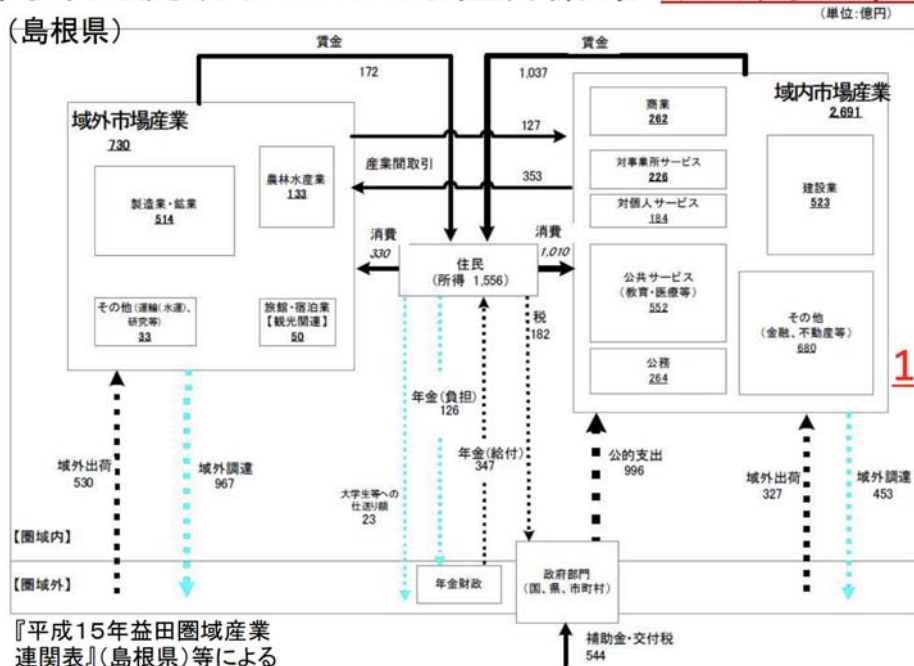 (単位:億円)
(島根県)
賃金
172
賃金
1,037
域外市場産業
730
製造業・鉱業
514
農林水産業
133
その他(運輸(水運)、
研究等)
33
旅館・宿泊業
【観光関連】
50
127
産業間取引
353
域内市場産業
2,691
商業
262
対事業所サービス
226
対個人サービス
184
建設業
523
公共サービス
(教育・医療等)
552
その他
(金融、不動産等)
680
公務
264
消費
330
住民
(所得 1,556)
消費
1,010
税
182
年金(負担)
126
年金(給付)
347
大学生等への
仕送り額
23
域外出荷
530
域外調達
967
公的支出
996
域外出荷
327
域外調達
453
1
【圏域内】
【圏域外】
年金財政
政府部門
(国、県、市町村)
補助金・交付税
544
『平成15年益田圏域産業
連関表』(島根県)等による